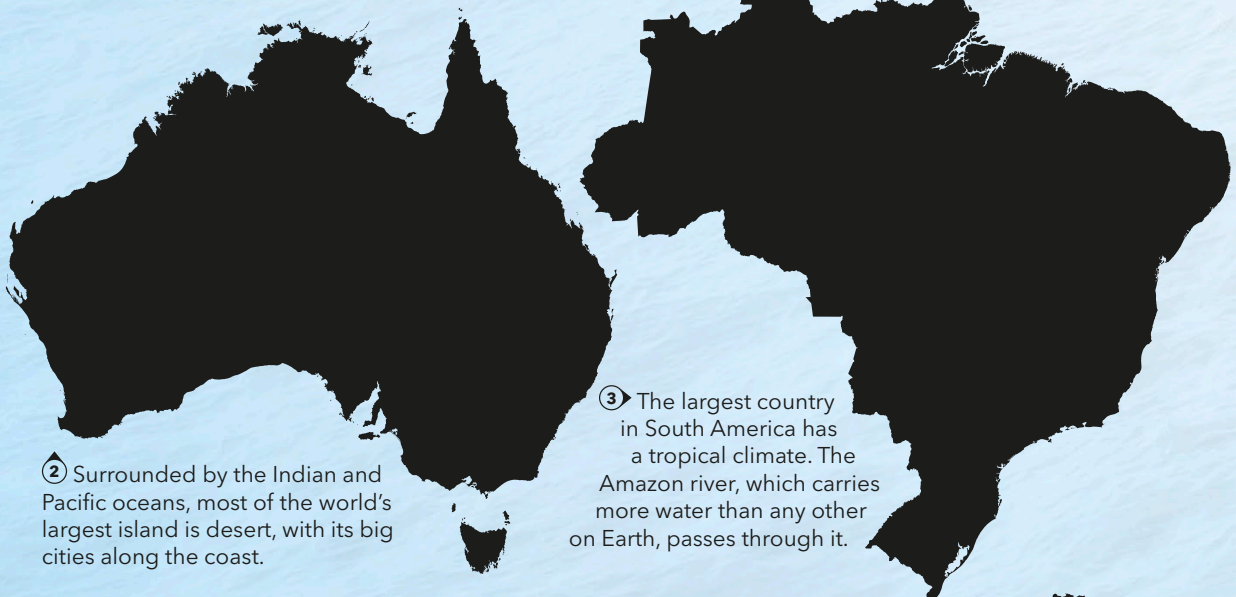 2 Surrounded by the Indian and
Pacific oceans, most of the world's
largest island is desert, with its big
cities along the coast.
3 The largest country
in South America has
a tropical climate. The
Amazon river, which carries
more water than any other
on Earth, passes through it.